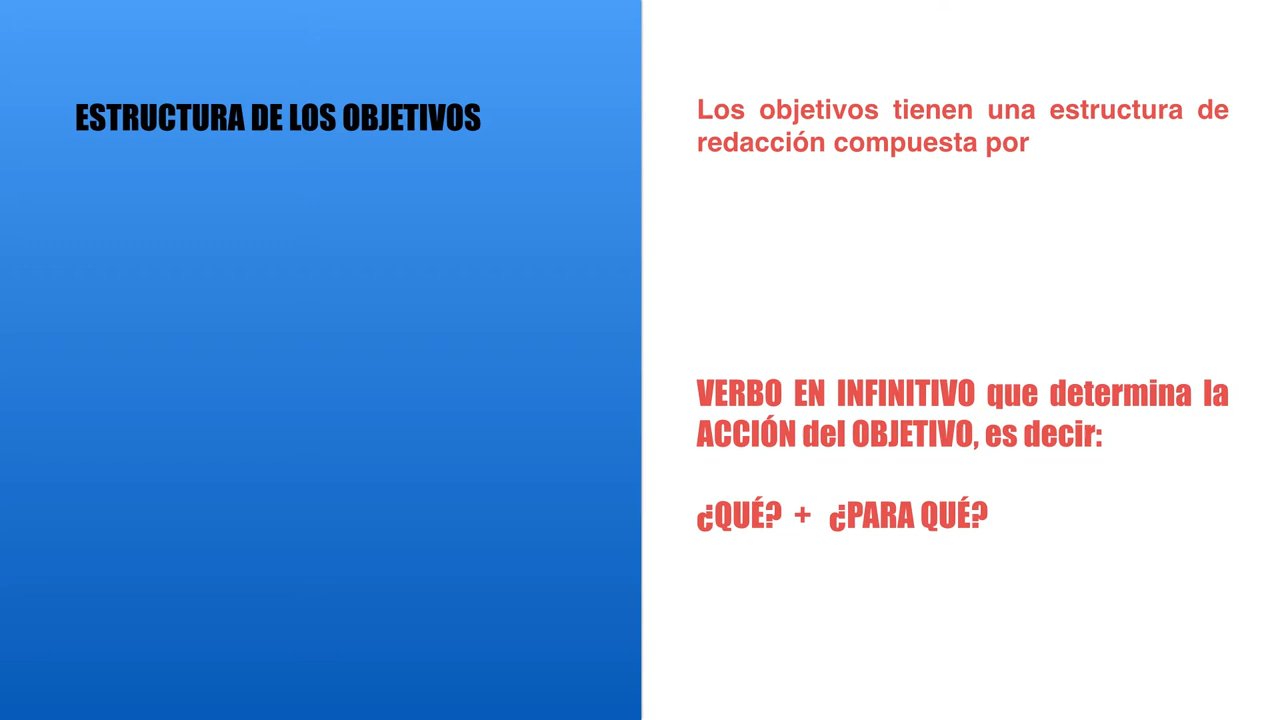 ESTRUCTURA DE LOS OBJETIVOS
Los objetivos tienen una estructura de
redacción compuesta por
VERBO EN INFINITIVO que determina la
ACCIÓN del OBJETIVO, es decir:
¿QUÉ? + ¿PARA QUÉ?